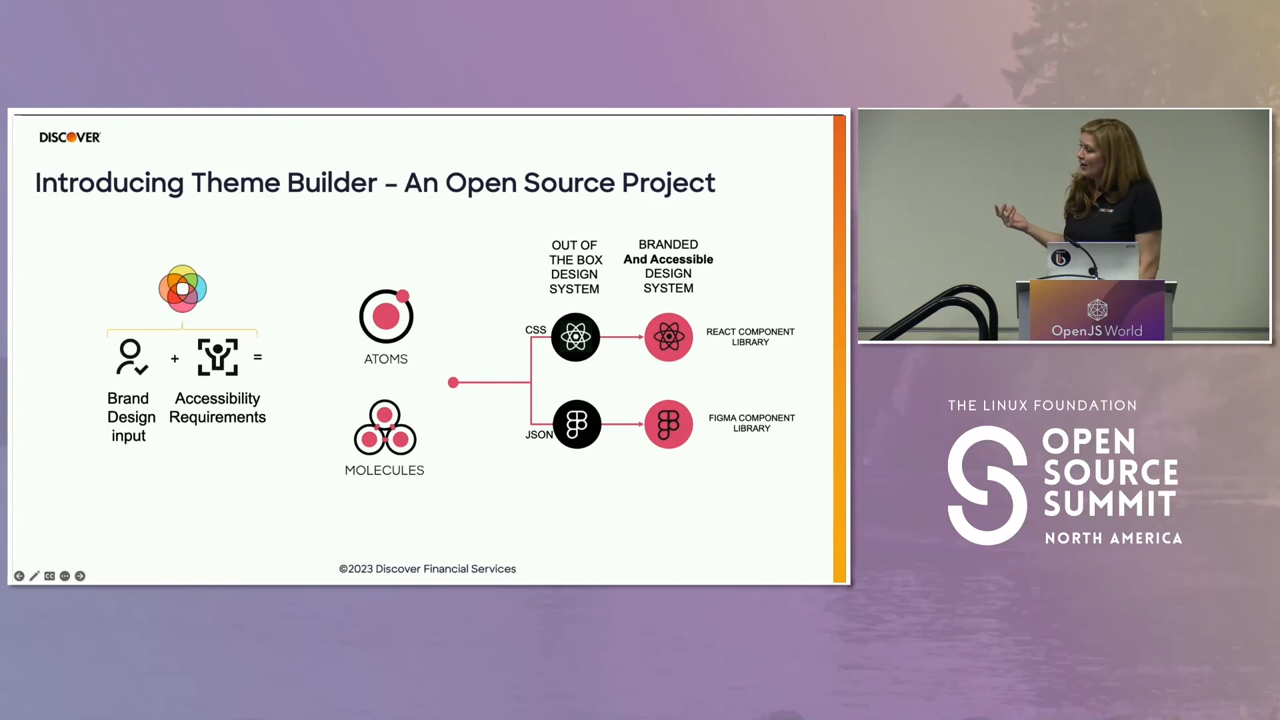 DISCOVER
Introducing Theme Builder – An Open Source Project
Brand
Design
input
+
Accessibility
Requirements
=
ATOMS
MOLECULES
OUT OF
THE BOX
DESIGN
SYSTEM
BRANDED
And Accessible
DESIGN
SYSTEM
CSS
REACT COMPONENT
LIBRARY
JSON
FIGMA COMPONENT
LIBRARY
©2023 Discover Financial Services
OpenJS World
THE LINUX FOUNDATION
OPEN
SOURCE
SUMMIT
NORTH AMERICA